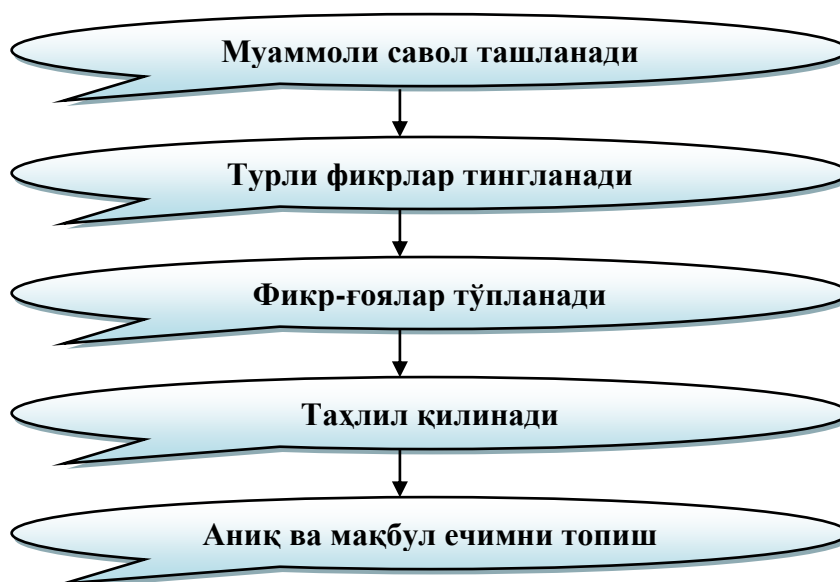 Муаммоли савол ташланади
Турли фикрлар тингланади
Фикр-ғоялар тўпланади
Таҳлил қилинади
Аниқ ва мақбул ечимни топиш